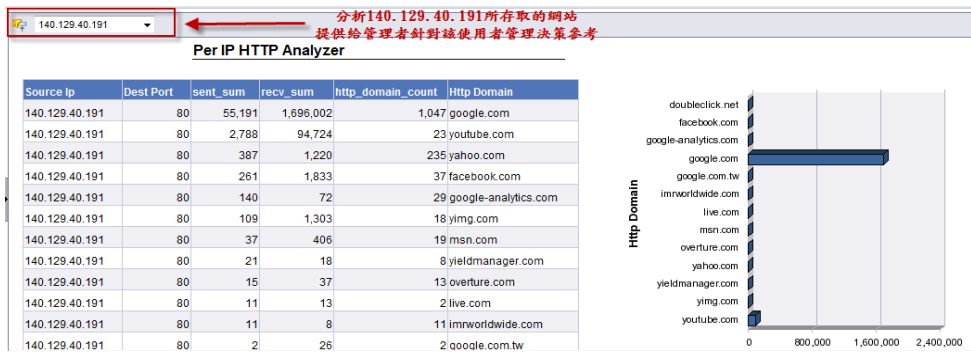 140.129.40.191
分析140.129.40.191所存取的網站
提供給管理者針對該使用者管理決策參考
Per IP HTTP Analyzer
Source Ip Dest Port sent_sum recv_sum http_domain_count Http Domain
140.129.40.191 80 55,191 1,696,002 1,047 google.com
140.129.40.191 80 2,788 94,724 23 youtube.com
140.129.40.191 80 387 1,220 235 yahoo.com
140.129.40.191 80 261 1,833 37 facebook.com
140.129.40.191 80 140 72 29 google-analytics.com
140.129.40.191 80 109 1,303 18 yimg.com
140.129.40.191 80 37 406 19 msn.com
140.129.40.191 80 21 18 8 yieldmanager.com
140.129.40.191 80 15 37 13 overture.com
140.129.40.191 80 11 13 2 live.com
140.129.40.191 80 11 8 11 imrworldwide.com
140.129.40.191 80 2 26 2 google.com.tw
Http Domain
doubleclick.net
facebook.com
google-analytics.com
google.com
google.com.tw
imrworldwide.com
live.com
msn.com
overture.com
yahoo.com
yieldmanager.com
yimg.com
youtube.com
0 800,000 1,600,000 2,400,000